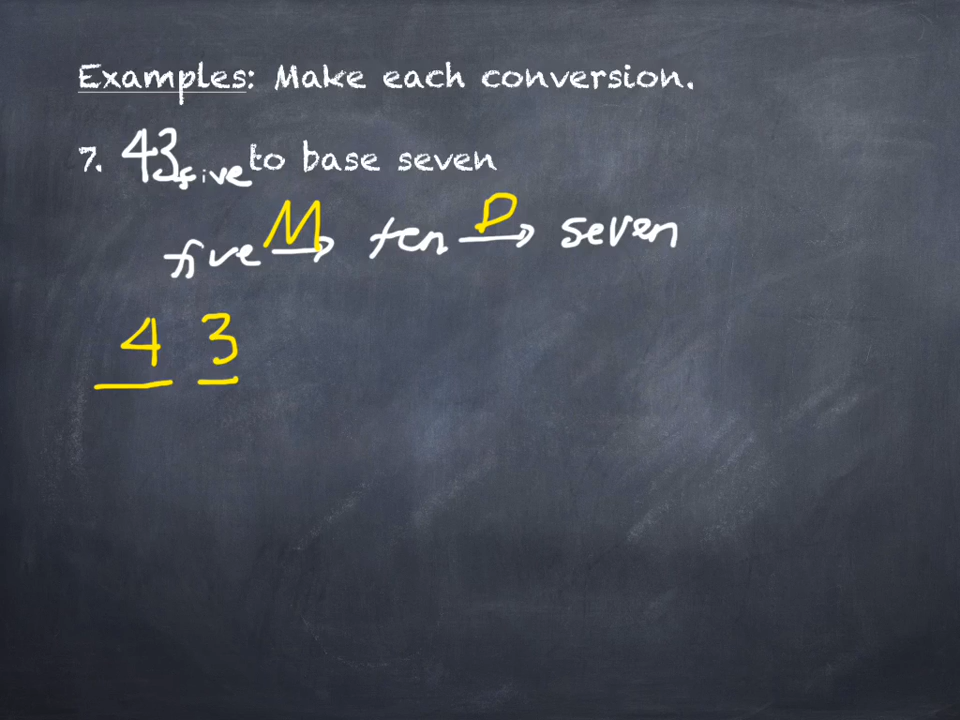 Examples: Make each conversion.
7. 43five to base seven
M D
five → ten → seven
4 3